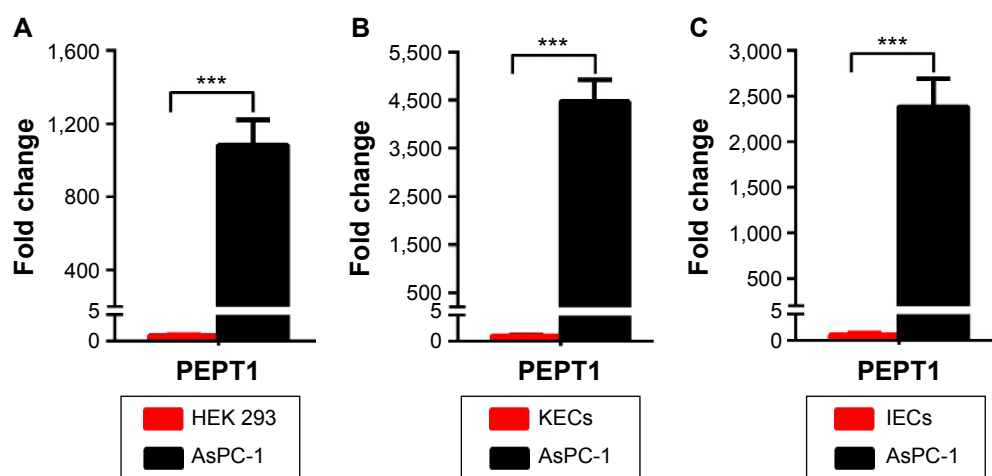 A
Fold change
1,600
1,200
800
400
5
0
***
PEPT1
HEK 293
AsPC-1
B
Fold change
5,500
4,500
3,500
2,500
1,500
500
5
0
***
PEPT1
KECs
AsPC-1
C
Fold change
3,000
2,500
2,000
1,500
1,000
500
5
0
***
PEPT1
IECs
AsPC-1